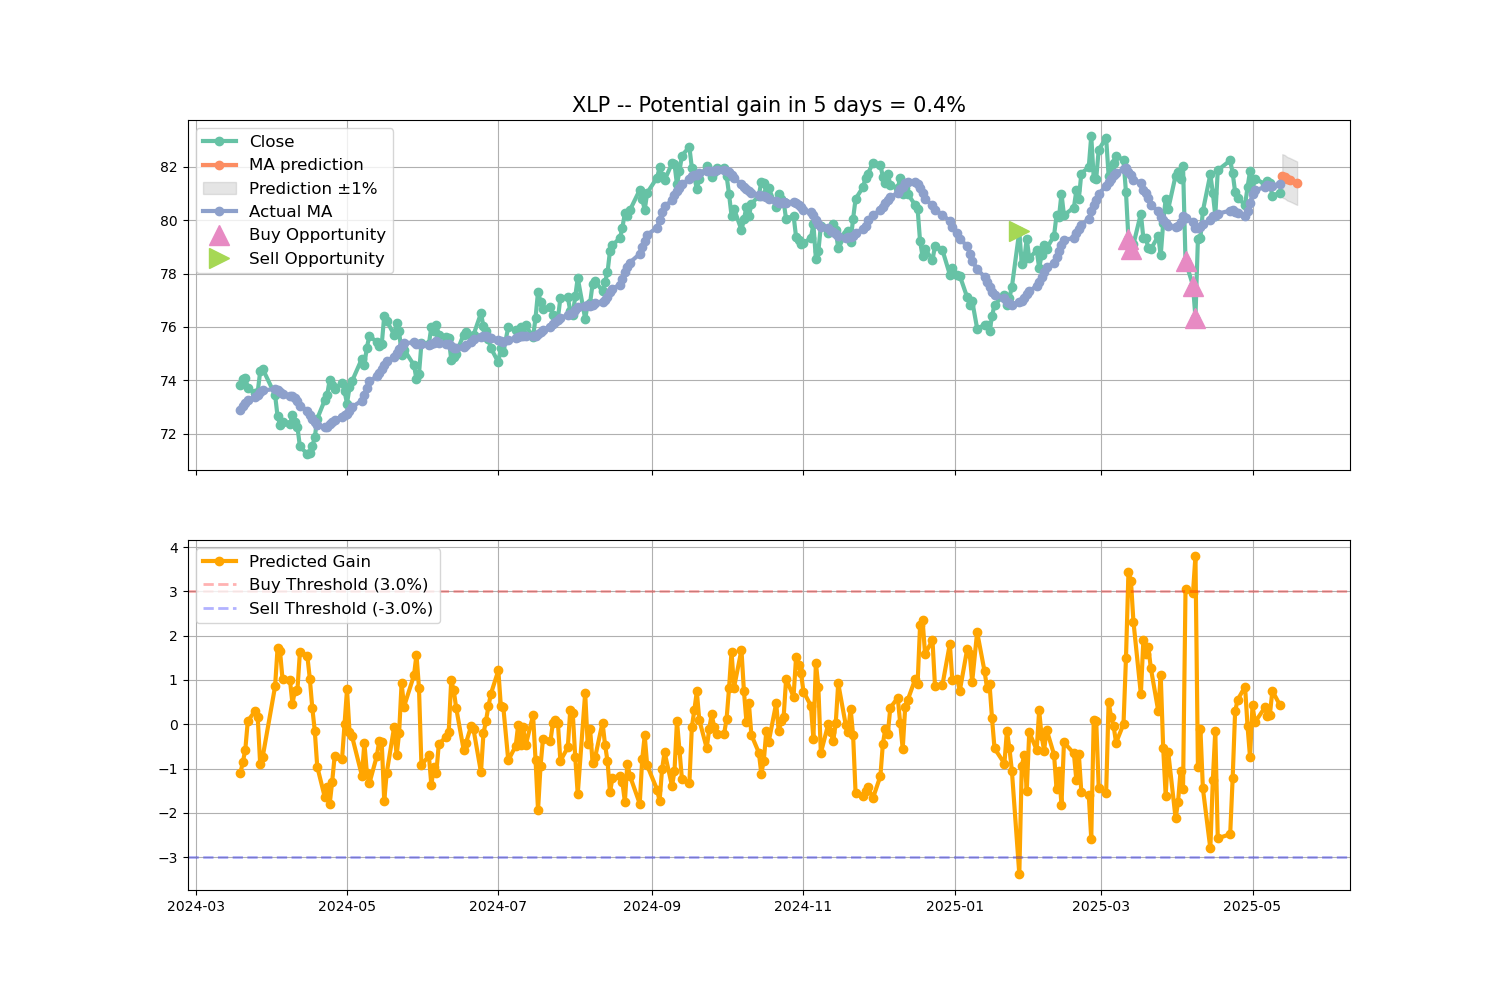 XLP -- Potential gain in 5 days = 0.4%
Close
MA prediction
Prediction ±1%
Actual MA
Buy Opportunity
Sell Opportunity
82
80
78
76
74
72
Predicted Gain
Buy Threshold (3.0%)
Sell Threshold (-3.0%)
4
3
2
1
0
−1
−2
−3
2024-03 2024-05 2024-07 2024-09 2024-11 2025-01 2025-03 2025-05